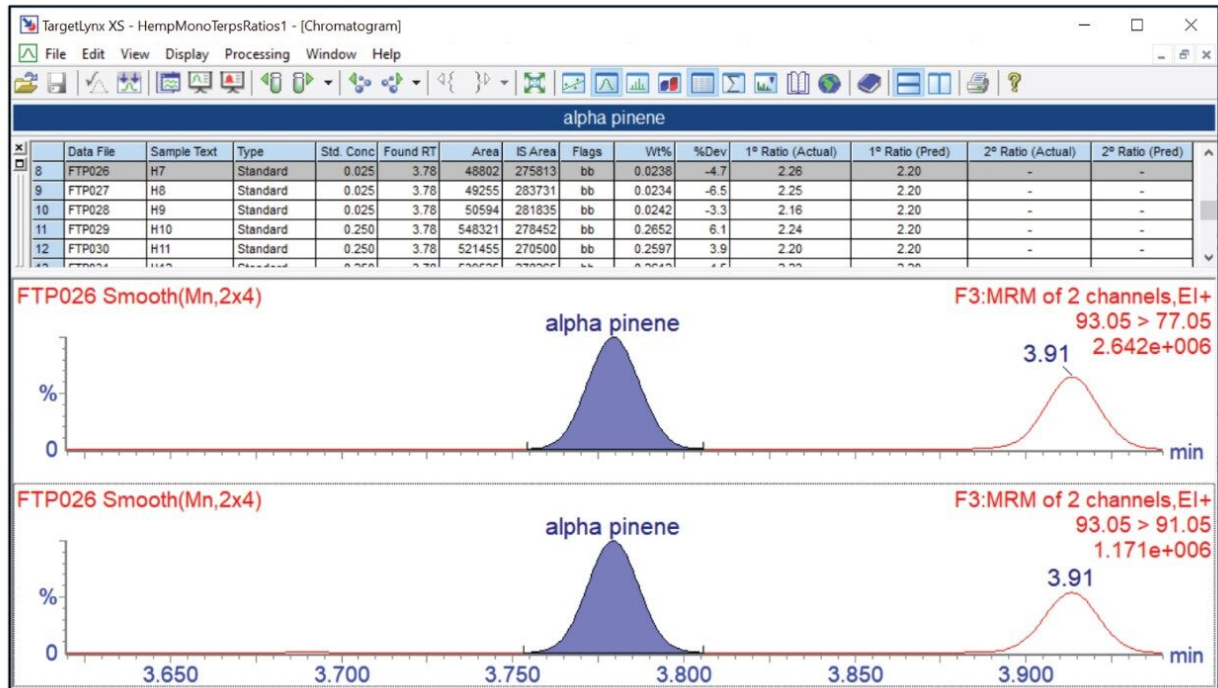 TargetLynx XS - HempMonoTerpsRatios1 - [Chromatogram]
File Edit View Display Processing Window Help
alpha pinene
Data File Sample Text Type Std. Conc Found RT Area IS Area Flags Wt% %Dev 1º Ratio (Actual) 1º Ratio (Pred) 2º Ratio (Actual) 2º Ratio (Pred)
8 FTP026 H7 Standard 0.025 3.78 48802 275813 bb 0.0238 -4.7 2.26 2.20 - -
9 FTP027 H8 Standard 0.025 3.78 49255 283731 bb 0.0234 -6.5 2.25 2.20 - -
10 FTP028 H9 Standard 0.025 3.78 50594 281835 bb 0.0242 -3.3 2.16 2.20 - -
11 FTP029 H10 Standard 0.250 3.78 548321 278452 bb 0.2652 6.1 2.24 2.20 - -
12 FTP030 H11 Standard 0.250 3.78 521455 270500 bb 0.2597 3.9 2.20 2.20 - -
FTP026 Smooth(Mn,2x4)
F3:MRM of 2 channels,EI+
93.05 > 77.05
2.642e+006
alpha pinene
3.91
%
0
min
FTP026 Smooth(Mn,2x4)
F3:MRM of 2 channels,EI+
93.05 > 91.05
1.171e+006
alpha pinene
3.91
%
0
min
3.650 3.700 3.750 3.800 3.850 3.900